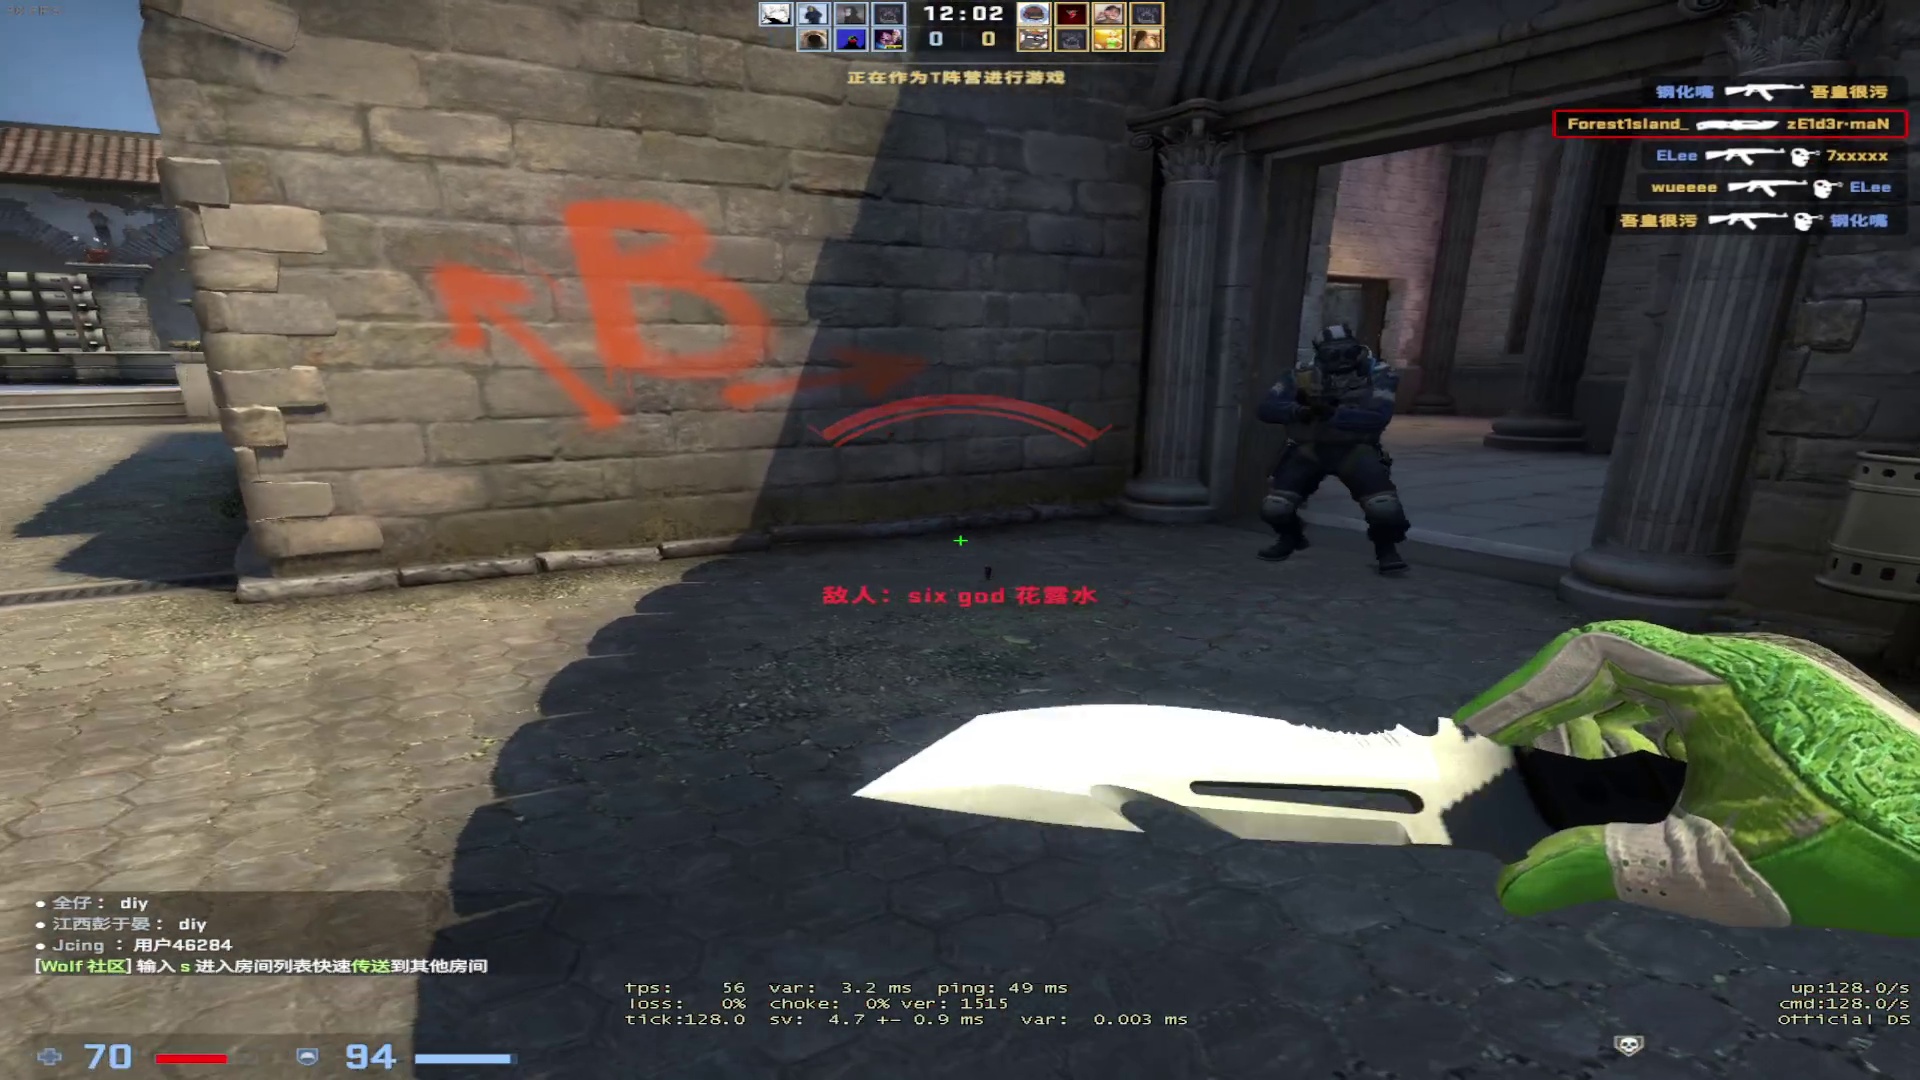 12:02
0 0
正在作为T阵营进行游戏
钢化嘴 吾皇很污
Forest1sland_ zE1d3r·maN
ELee 7xxxxx
wueeee ELee
吾皇很污 钢化嘴
B
敌人： six god 花露水
全仔： diy
江西彭于晏： diy
Jcing ： 用户46284
[Wolf 社区] 输入 s 进入房间列表快速传送到其他房间
fps: 56 var: 3.2 ms ping: 49 ms
loss: 0% choke: 0% ver: 1515
tick:128.0 sv: 4.7 +- 0.9 ms var: 0.003 ms
up:128.0/s
cmd:128.0/s
Official DS
70 94